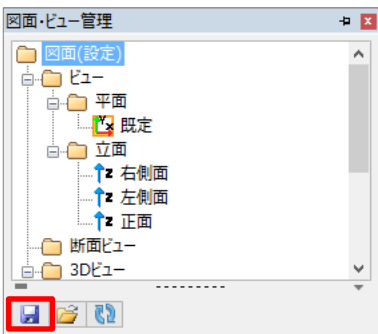 図面・ビュー管理
図面(設定)
ビュー
平面
既定
立面
右側面
左側面
正面
断面ビュー
3Dビュー